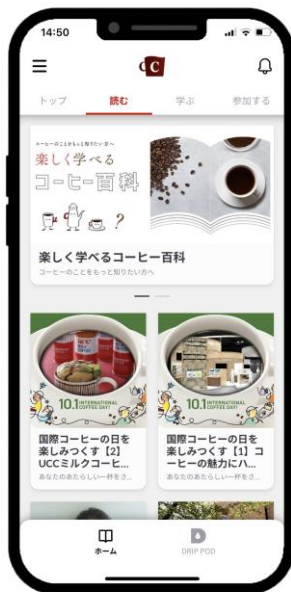 14:50
CC
トップ 読む 学ぶ 参加する
コーヒーのことがもっと知りたい方へ
楽しく学べる
コーヒー百科
?
楽しく学べるコーヒー百科
コーヒーのことをもっと知りたい方へ
10.1 INTERNATIONAL COFFEE DAY!
国際コーヒーの日を
楽しみつくす【2】
UCCミルクコーヒ...
あなたのあたらしい一杯をさ...
10.1 INTERNATIONAL COFFEE DAY!
国際コーヒーの日を
楽しみつくす【1】コ
ーヒーの魅力にハ...
あなたのあたらしい一杯をさ...
ホーム DRIP POD